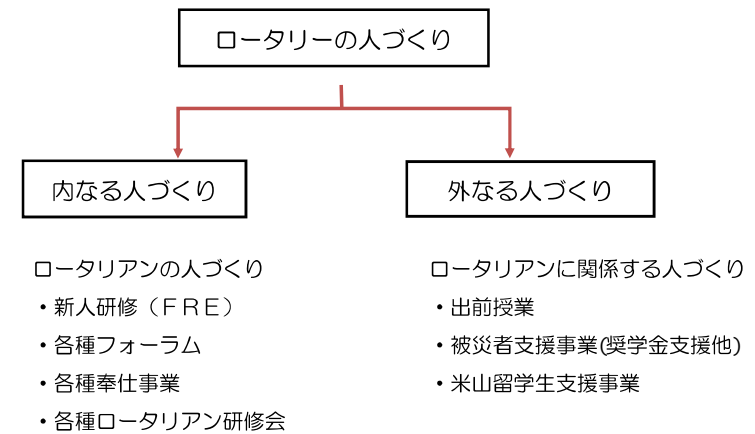 ロータリーの人づくり
内なる人づくり
外なる人づくり
ロータリアンの人づくり
・新人研修（ＦＲＥ）
・各種フォーラム
・各種奉仕事業
・各種ロータリアン研修会
ロータリアンに関係する人づくり
・出前授業
・被災者支援事業(奨学金支援他)
・米山留学生支援事業